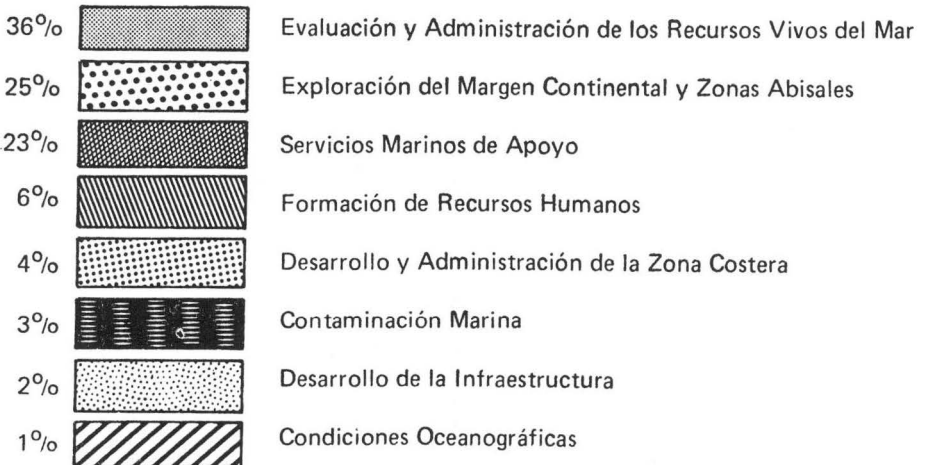 36% Evaluación y Administración de los Recursos Vivos del Mar
25% Exploración del Margen Continental y Zonas Abisales
23% Servicios Marinos de Apoyo
6% Formación de Recursos Humanos
4% Desarrollo y Administración de la Zona Costera
3% Contaminación Marina
2% Desarrollo de la Infraestructura
1% Condiciones Oceanográficas